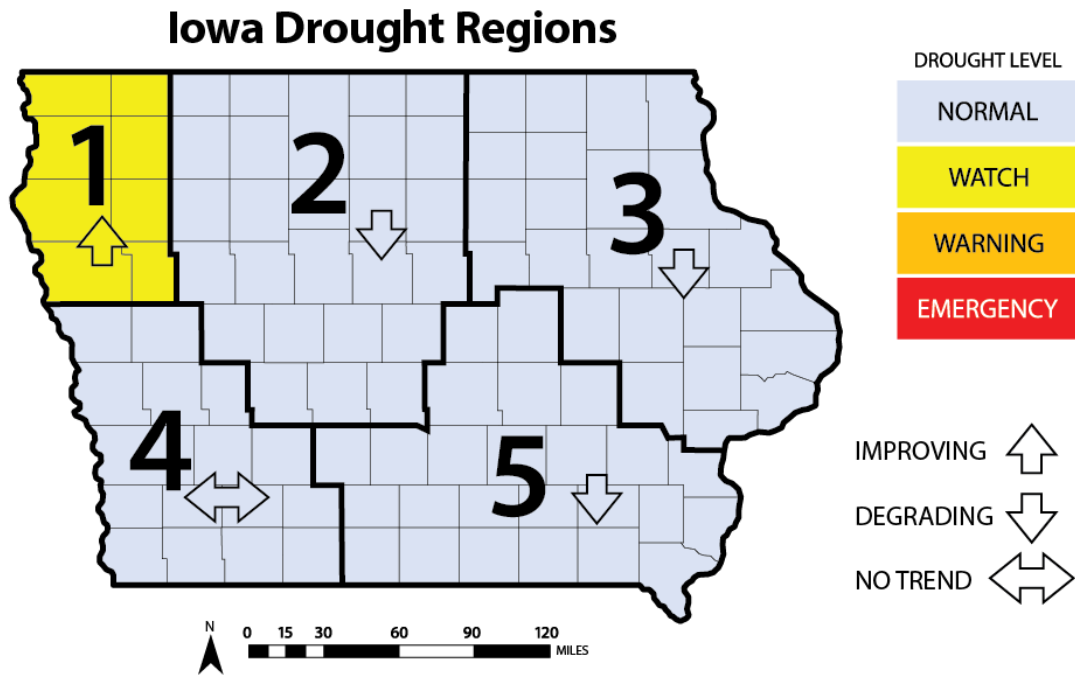 Iowa Drought Regions
DROUGHT LEVEL
NORMAL
WATCH
WARNING
EMERGENCY
1
2
3
4
5
IMPROVING
DEGRADING
NO TREND
N
0 15 30 60 90 120
MILES